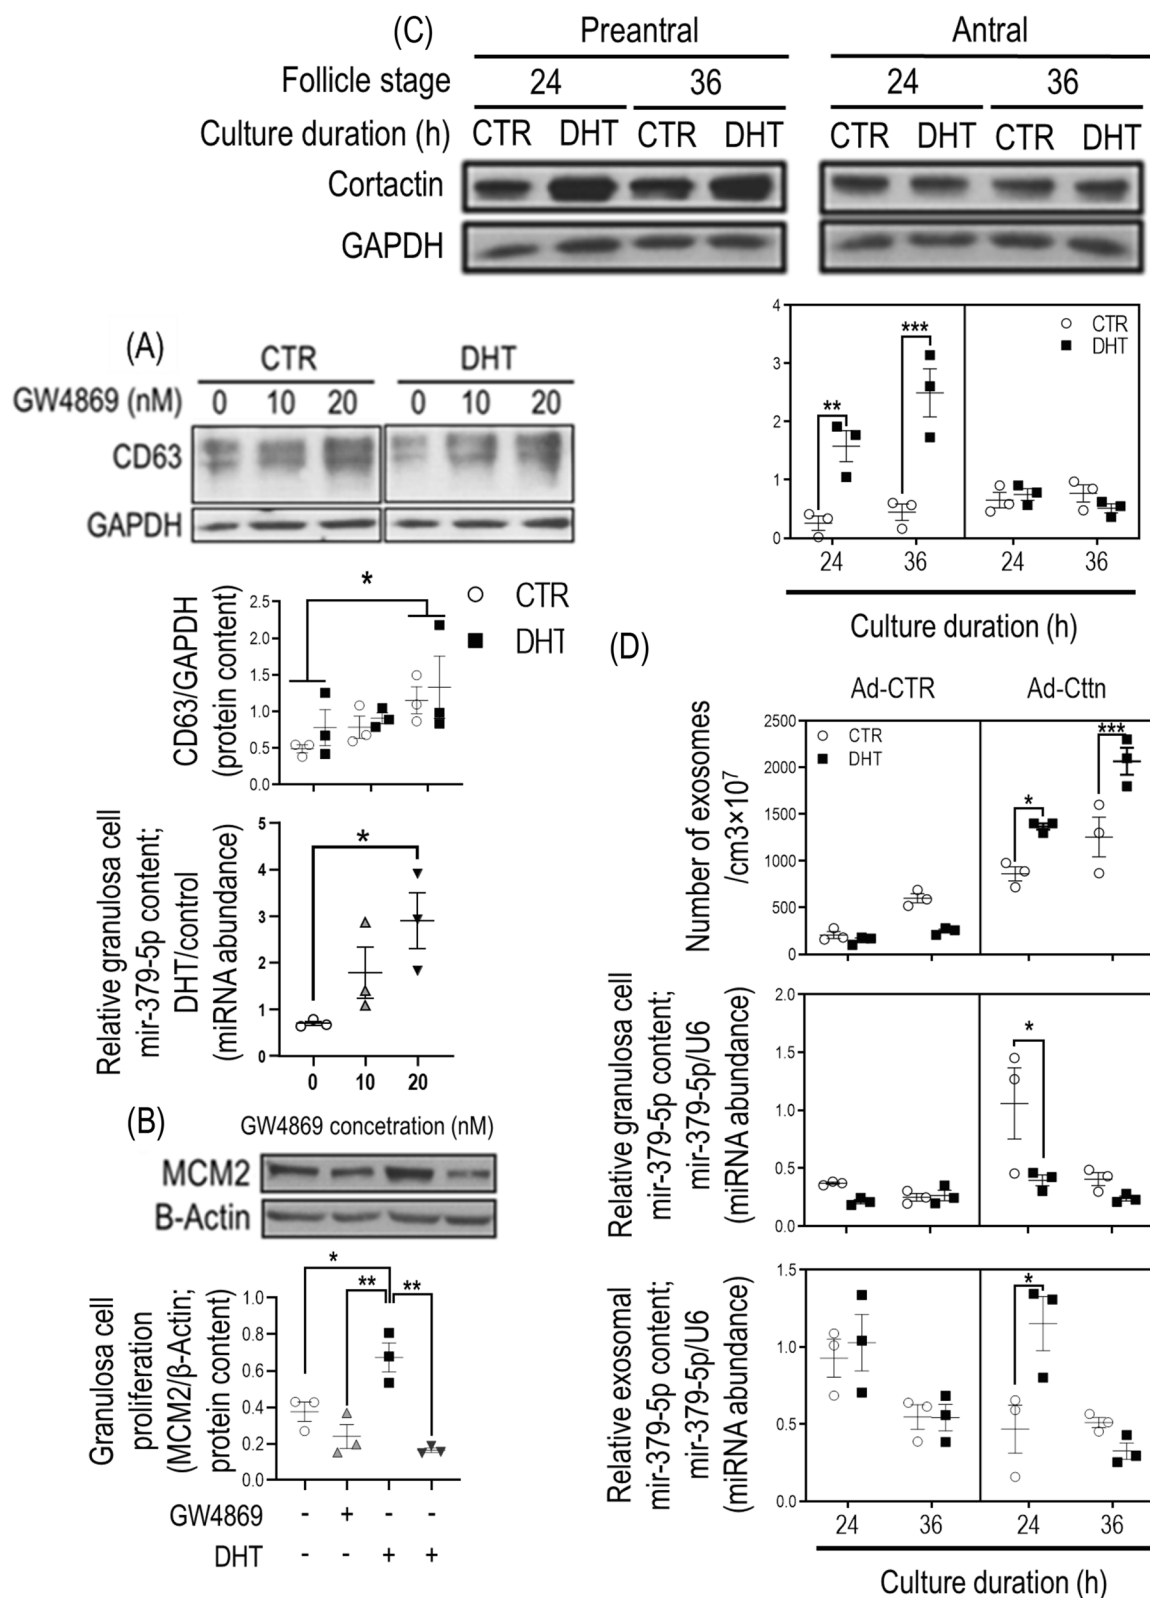 (C)
Preantral Antral
Follicle stage 24 36 24 36
Culture duration (h) CTR DHT CTR DHT CTR DHT CTR DHT
Cortactin
GAPDH
4
3
2
1
0
** ***
CTR
DHT
24 36 24 36
Culture duration (h)
(A)
CTR DHT
GW4869 (nM) 0 10 20 0 10 20
CD63
GAPDH
CD63/GAPDH
(protein content)
2.5
2.0
1.5
1.0
0.5
0.0
*
CTR
DHT
Relative granulosa cell
mir-379-5p content;
DHT/control
(miRNA abundance)
5
4
3
2
1
0
*
0 10 20
GW4869 concetration (nM)
(B)
MCM2
B-Actin
Granulosa cell
proliferation
(MCM2/β-Actin;
protein content)
1.0
0.8
0.6
0.4
0.2
0.0
* ** **
GW4869 - + - +
DHT - - + +
(D)
Ad-CTR Ad-Cttn
Number of exosomes
/cm3×10⁷
2500
2000
1500
1000
500
0
CTR
DHT
* ***
Relative granulosa cell
mir-379-5p content;
mir-379-5p/U6
(miRNA abundance)
2.0
1.5
1.0
0.5
0.0
*
Relative exosomal
mir-379-5p content;
mir-379-5p/U6
(miRNA abundance)
1.5
1.0
0.5
0.0
*
24 36 24 36
Culture duration (h)